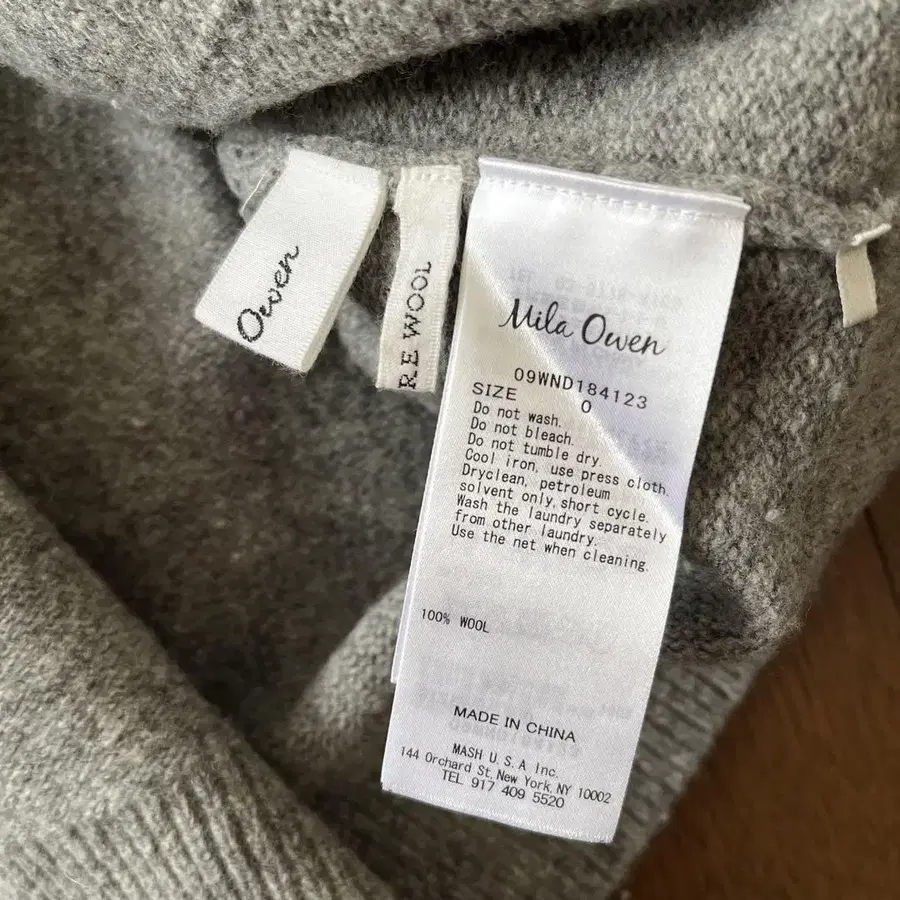 Owen
RE WOOL
Mila Owen
09WND184123
SIZE 0
Do not wash.
Do not bleach.
Do not tumble dry.
Cool iron, use press cloth.
Dryclean, petroleum
solvent only, short cycle.
Wash the laundry separately
from other laundry.
Use the net when cleaning.
100% WOOL
MADE IN CHINA
MASH U.S.A Inc.
144 Orchard St, New York, NY 10002
TEL 917 409 5520